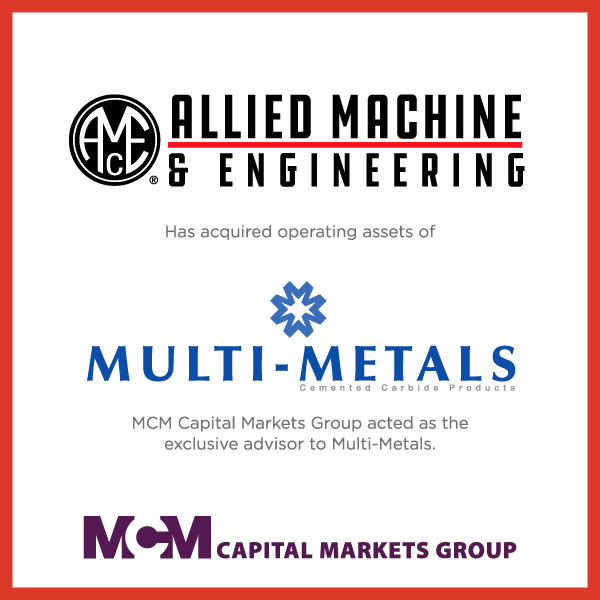 AMCE
®
ALLIED MACHINE
& ENGINEERING
Has acquired operating assets of
MULTI-METALS
Cemented Carbide Products
MCM Capital Markets Group acted as the
exclusive advisor to Multi-Metals.
MCM CAPITAL MARKETS GROUP